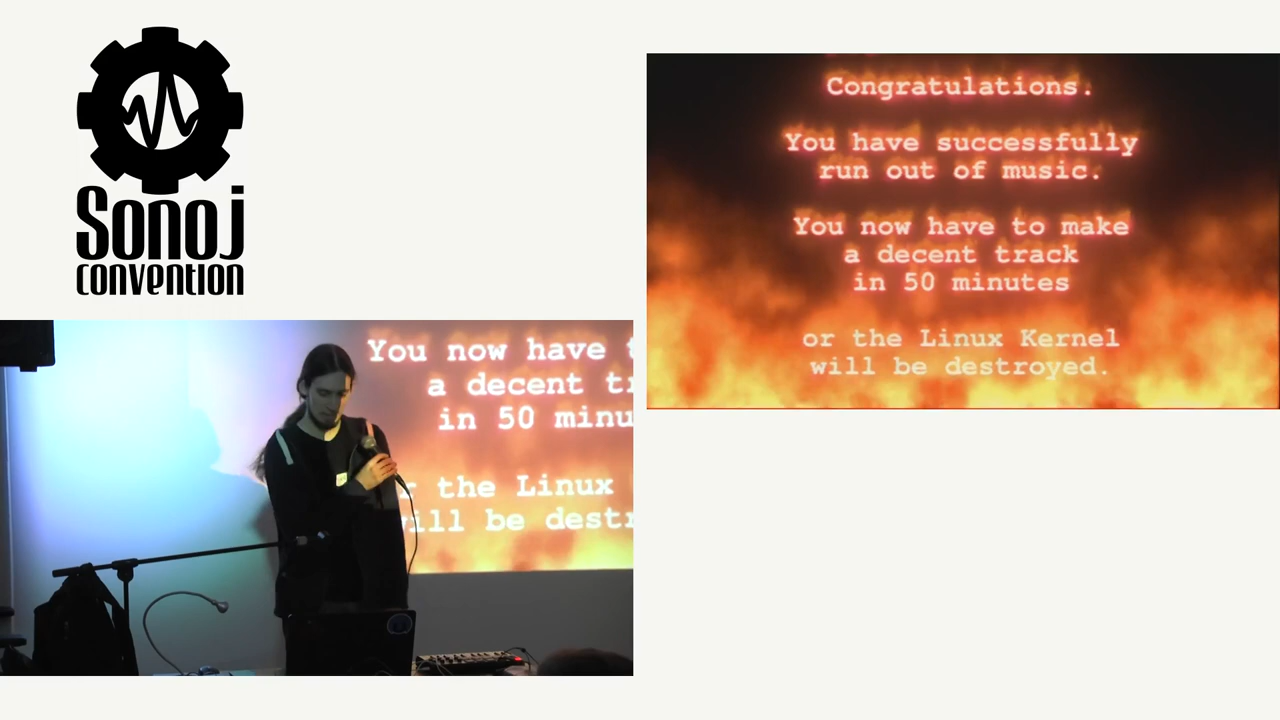 Sonoj
convention
Congratulations.
You have successfully
run out of music.
You now have to make
a decent track
in 50 minutes
or the Linux Kernel
will be destroyed.
You now have
a decent
in 50
the Linux
will be